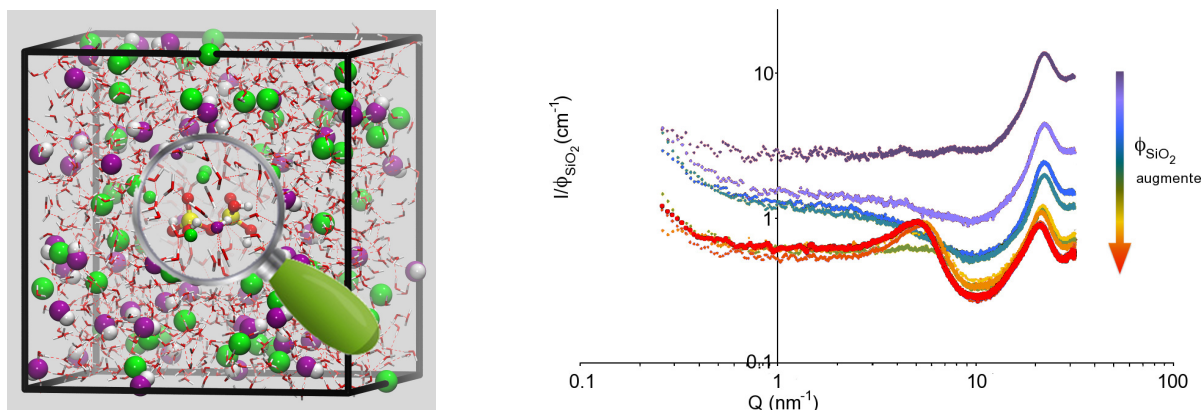 10
I/ϕSiO2(cm-1)
1
0.1
ϕSiO2
augmente
0.1
1
10
100
Q (nm-1)